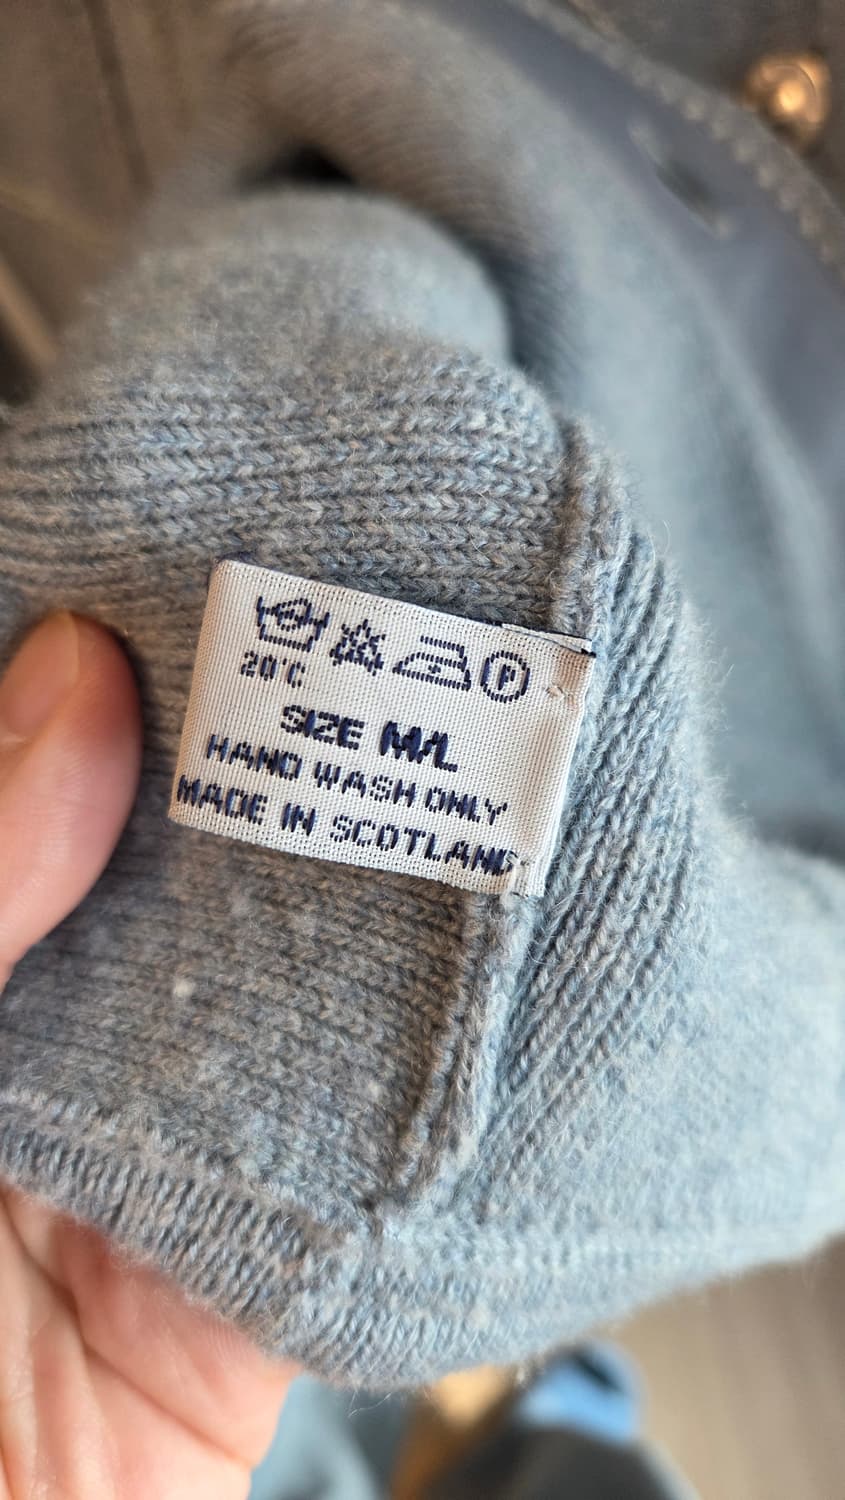 20°C P
SIZE M/L
HAND WASH ONLY
MADE IN SCOTLAND